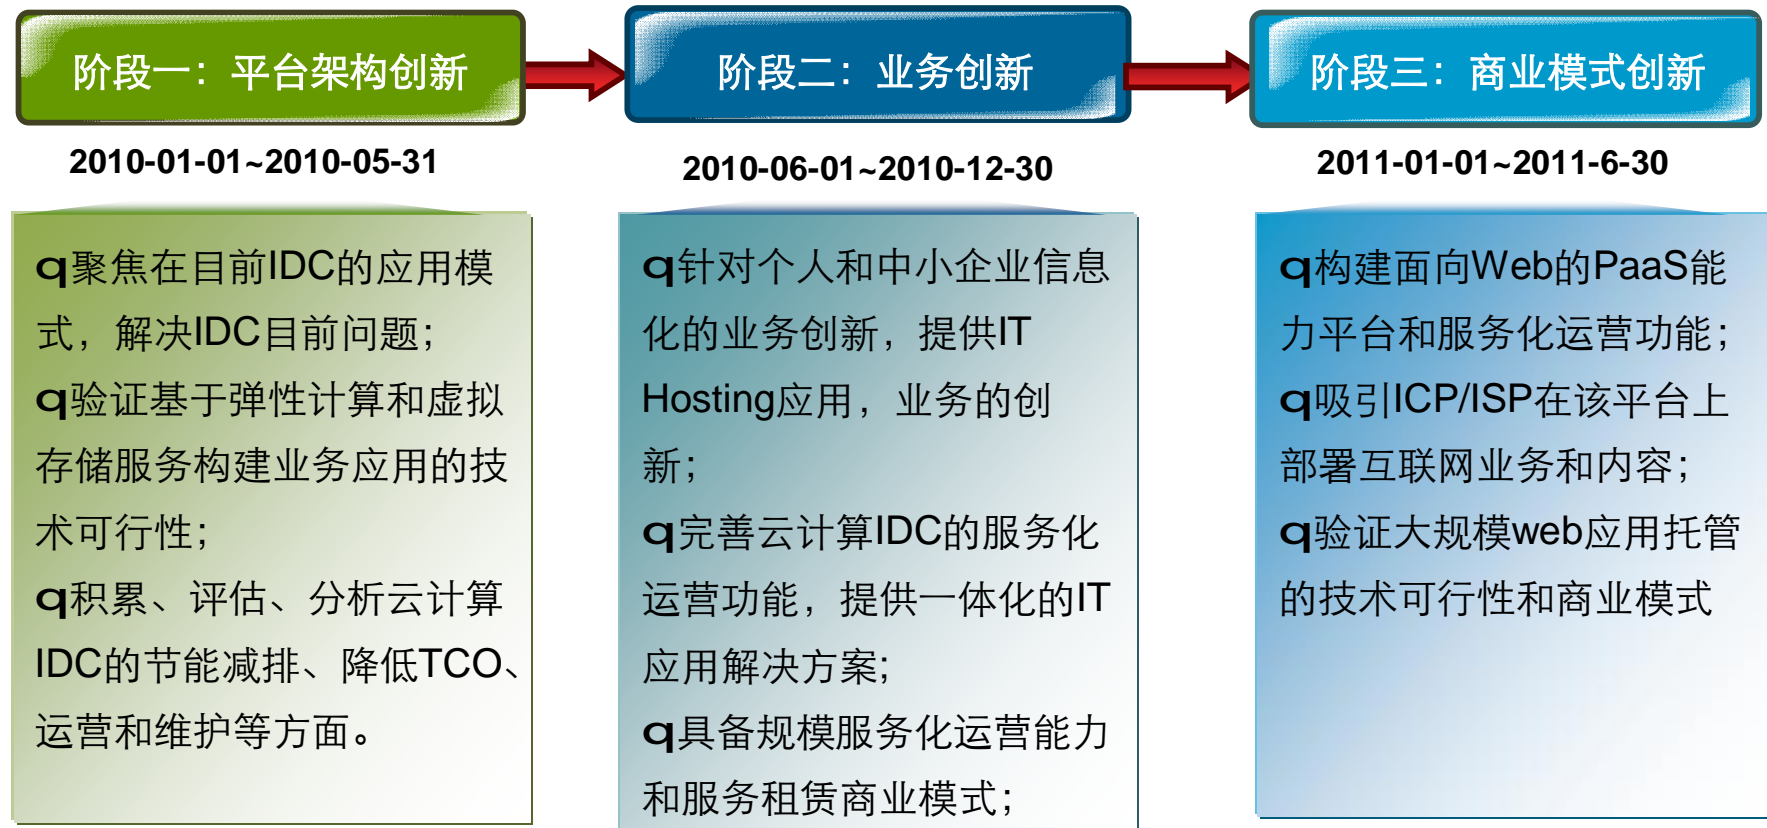 阶段一：平台架构创新
2010-01-01~2010-05-31
q聚焦在目前IDC的应用模
式，解决IDC目前问题；
q验证基于弹性计算和虚拟
存储服务构建业务应用的技
术可行性；
q积累、评估、分析云计算
IDC的节能减排、降低TCO、
运营和维护等方面。
阶段二：业务创新
2010-06-01~2010-12-30
q针对个人和中小企业信息
化的业务创新，提供IT
Hosting应用，业务的创
新；
q完善云计算IDC的服务化
运营功能，提供一体化的IT
应用解决方案;
q具备规模服务化运营能力
和服务租赁商业模式；
阶段三：商业模式创新
2011-01-01~2011-6-30
q构建面向Web的PaaS能
力平台和服务化运营功能；
q吸引ICP/ISP在该平台上
部署互联网业务和内容；
q验证大规模web应用托管
的技术可行性和商业模式